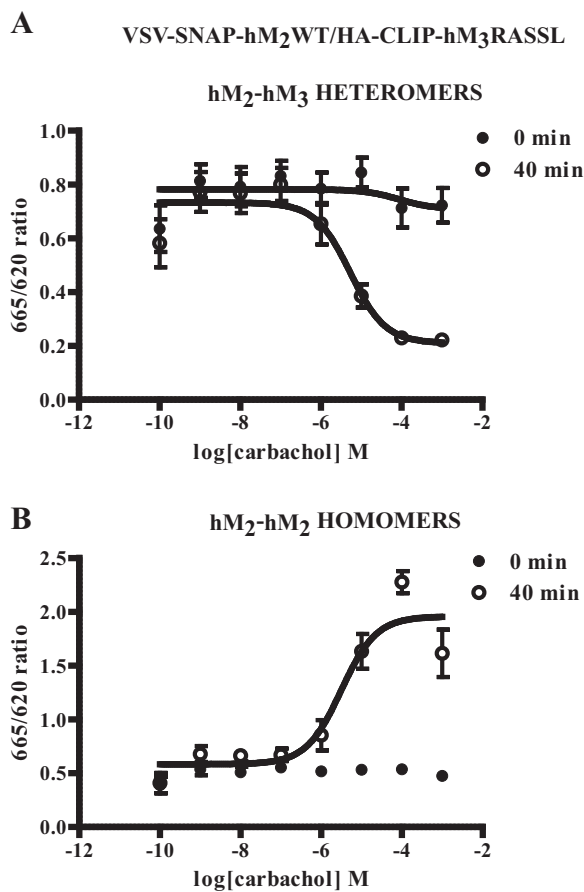 A
VSV-SNAP-hM₂WT/HA-CLIP-hM₃RASSL
hM₂-hM₃ HETEROMERS
0 min
40 min
1.0
0.8
0.6
0.4
0.2
0.0
665/620 ratio
-12 -10 -8 -6 -4 -2
log[carbachol] M
B
hM₂-hM₂ HOMOMERS
0 min
40 min
2.5
2.0
1.5
1.0
0.5
0.0
665/620 ratio
-12 -10 -8 -6 -4 -2
log[carbachol] M